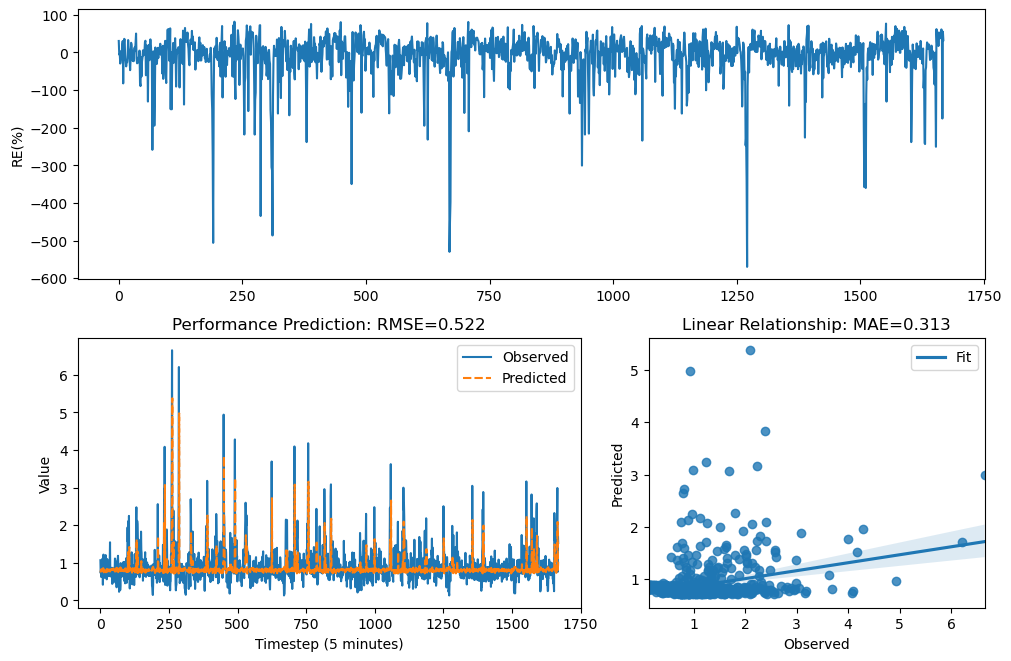 100
0
−100
−200
−300
−400
−500
−600
RE(%)
0 250 500 750 1000 1250 1500 1750
Performance Prediction: RMSE=0.522
Observed
Predicted
6
5
4
3
2
1
0
Value
0 250 500 750 1000 1250 1500 1750
Timestep (5 minutes)
Linear Relationship: MAE=0.313
Fit
5
4
3
2
1
Predicted
1 2 3 4 5 6
Observed